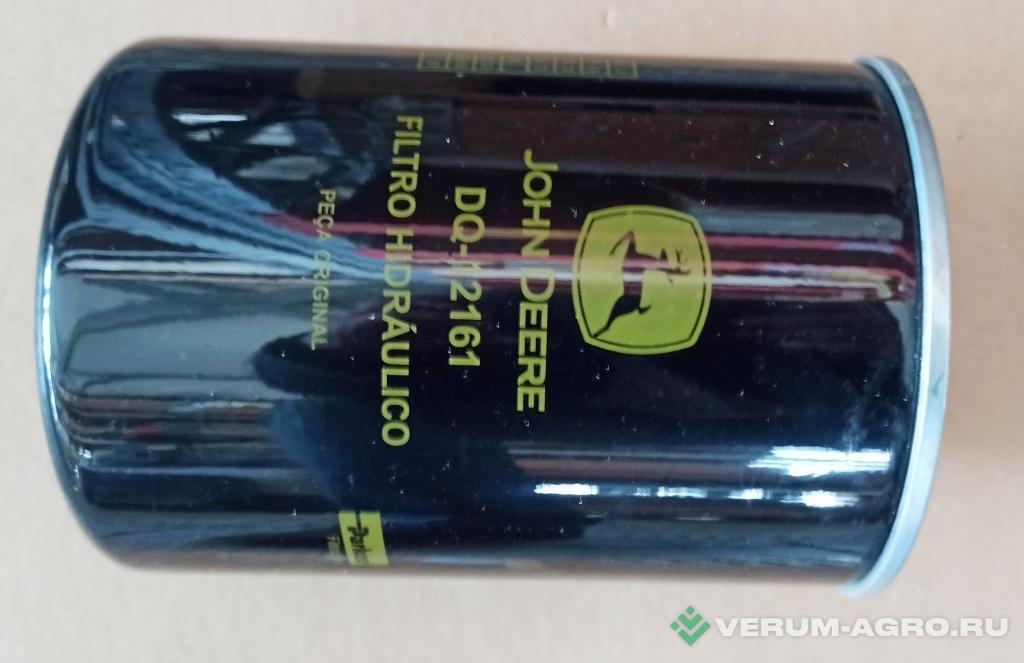 JOHN DEERE
DQ-12161
FILTRO HIDRÁULICO
PEÇA ORIGINAL
VERUM-AGRO.RU